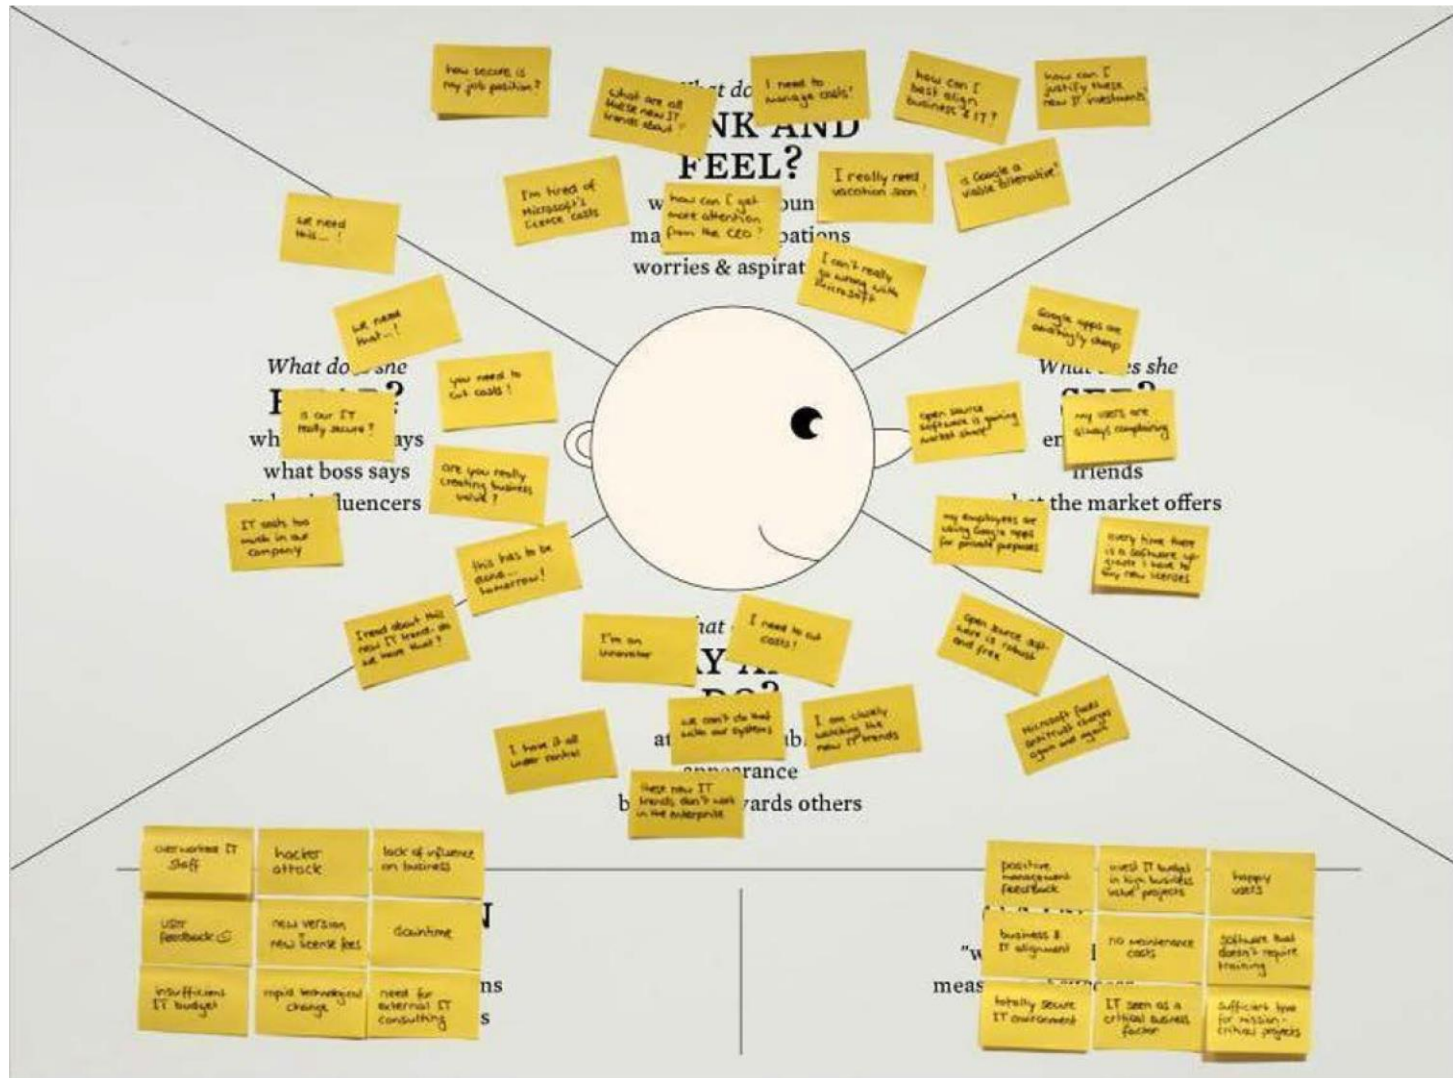 how secure is
my job position?
what are all
these new IT
trends about?
I need to
manage costs!
how can I
best align
business & IT?
how can I
justify these
new IT investments?
NK AND
FEEL?
I'm tired of
Microsoft's
licence costs
how can I get
more attention
from the CEO?
I really need
vacation soon!
is Google a
viable alternative?
worries & aspirat
I can't really
go wrong with
Microsoft
we need
this...!
we need
that...!
What do she
you need to
cut costs!
is our IT
really secure?
ays
what boss says
fluencers
are you really
creating business
value?
IT costs too
much in our
company
this has to be
done...
tomorrow!
I read about this
new IT trend - do
we have that?
Google apps are
amazingly cheap
What es she
open source
software is gaining
market share
my users are
always complaining
friends
the market offers
my employees are
using Google apps
for private purposes
every time there
is a software up-
grade I have to
buy new licenses
open source soft-
ware is robust
and free
Microsoft faces
antitrust charges
again and again
I'm an
innovator
I need to cut
costs!
I have it all
under control
we can't do that
with our systems
I am closely
watching the
new IT trends
appearance
these new IT
trends don't work
in the enterprise
vards others
overworked IT
staff
hacker
attack
lack of influence
on business
user
feedback ☹
new version
new license fees
downtime
insufficient
IT budget
rapid technological
change
need for
external IT
consulting
positive
management
feedback
invest IT budget
in high business
value projects
happy
users
business &
IT alignment
no maintenance
costs
software that
doesn't require
training
totally secure
IT environment
IT seen as a
critical business
factor
sufficient time
for mission-
critical projects